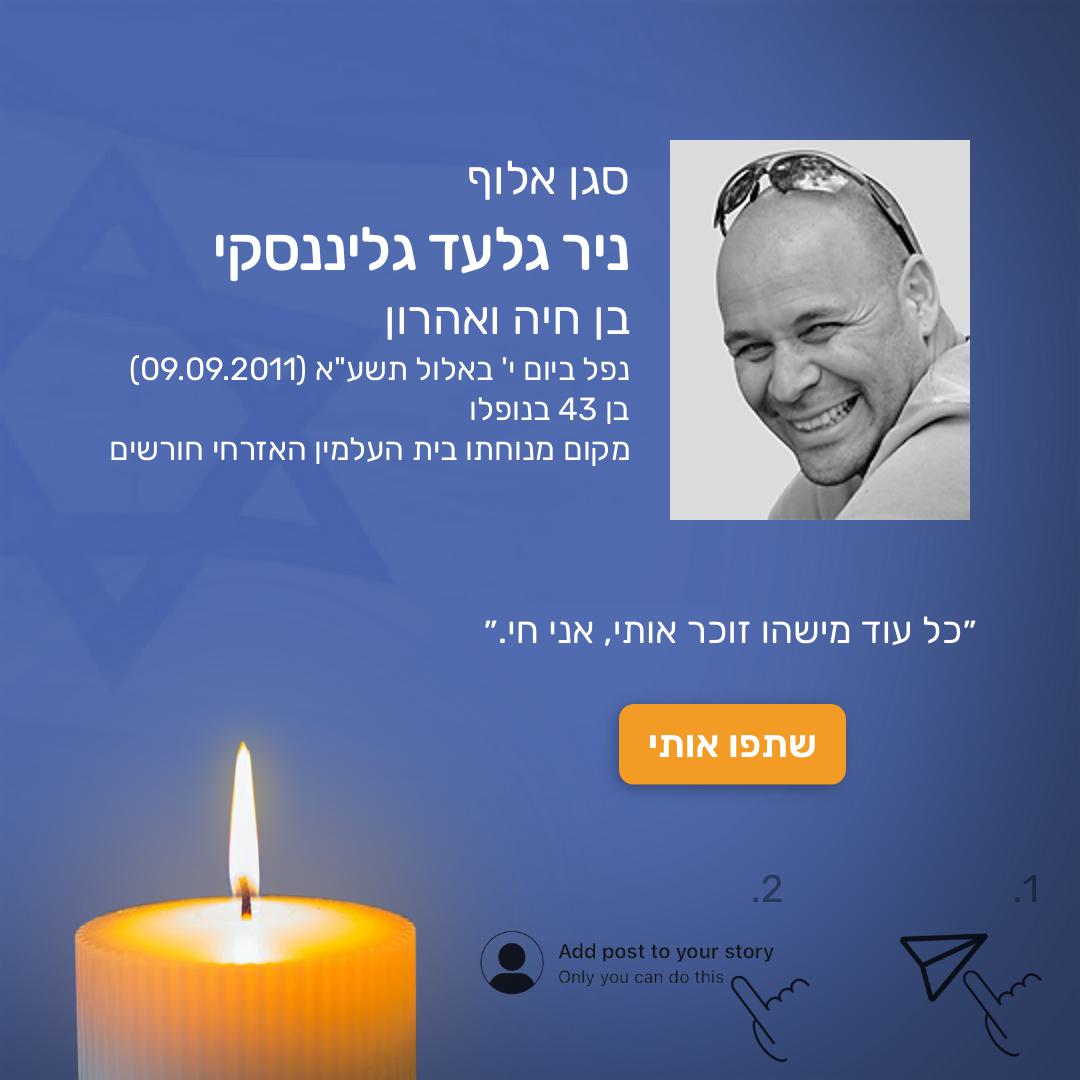 סגן אלוף
ניר גלעד גליננסקי
בן חיה ואהרון
נפל ביום י' באלול תשע"א (09.09.2011)
בן 43 בנופלו
מקום מנוחתו בית העלמין האזרחי חורשים
״כל עוד מישהו זוכר אותי, אני חי.״
שתפו אותי
1.
2.
Add post to your story
Only you can do this